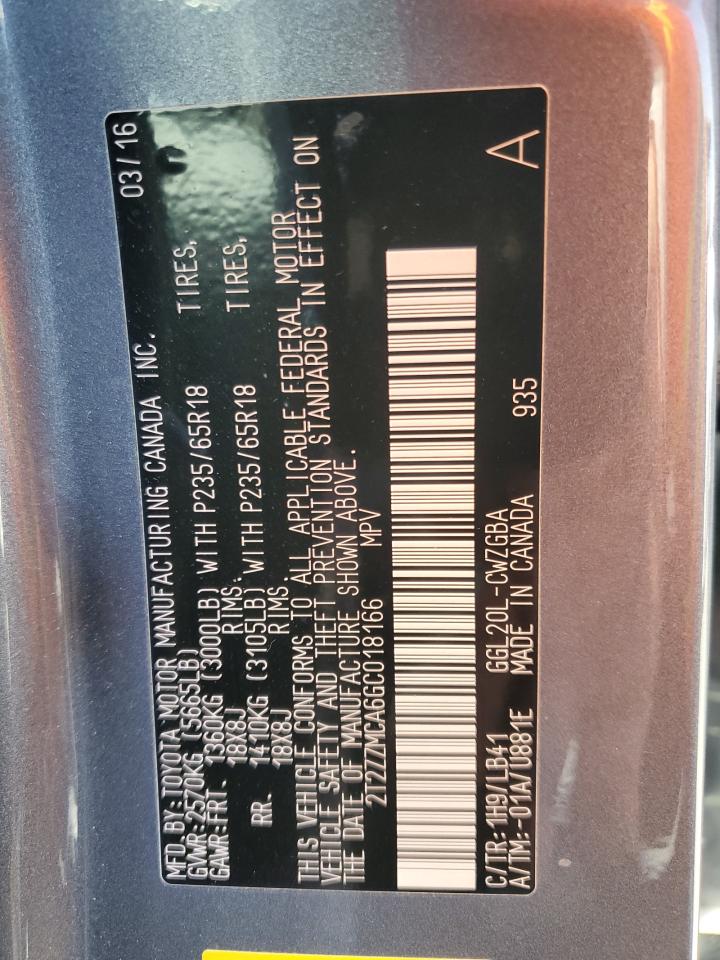 MFD. BY: TOYOTA MOTOR MANUFACTURING CANADA INC. 03/16
GVWR: 2570KG (5665LB)
GAWR: FRT. 1360KG (3000LB) WITH P235/65R18 TIRES,
18X8J RIMS.
RR. 1410KG (3105LB) WITH P235/65R18 TIRES,
18X8J RIMS.
THIS VEHICLE CONFORMS TO ALL APPLICABLE FEDERAL MOTOR
VEHICLE SAFETY AND THEFT PREVENTION STANDARDS IN EFFECT ON
THE DATE OF MANUFACTURE SHOWN ABOVE.
2T2ZZMCA6GC018166 MPV
C/TR: 1H9/LB41 GGL20L-CWZGBA A
A/TM:-01A/U881E MADE IN CANADA 935